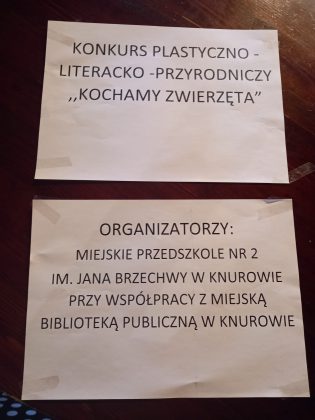 KONKURS PLASTYCZNO -
LITERACKO -PRZYRODNICZY
,,KOCHAMY ZWIERZĘTA”
ORGANIZATORZY:
MIEJSKIE PRZEDSZKOLE NR 2
IM. JANA BRZECHWY W KNUROWIE
PRZY WSPÓŁPRACY Z MIEJSKĄ
BIBLIOTEKĄ PUBLICZNĄ W KNUROWIE